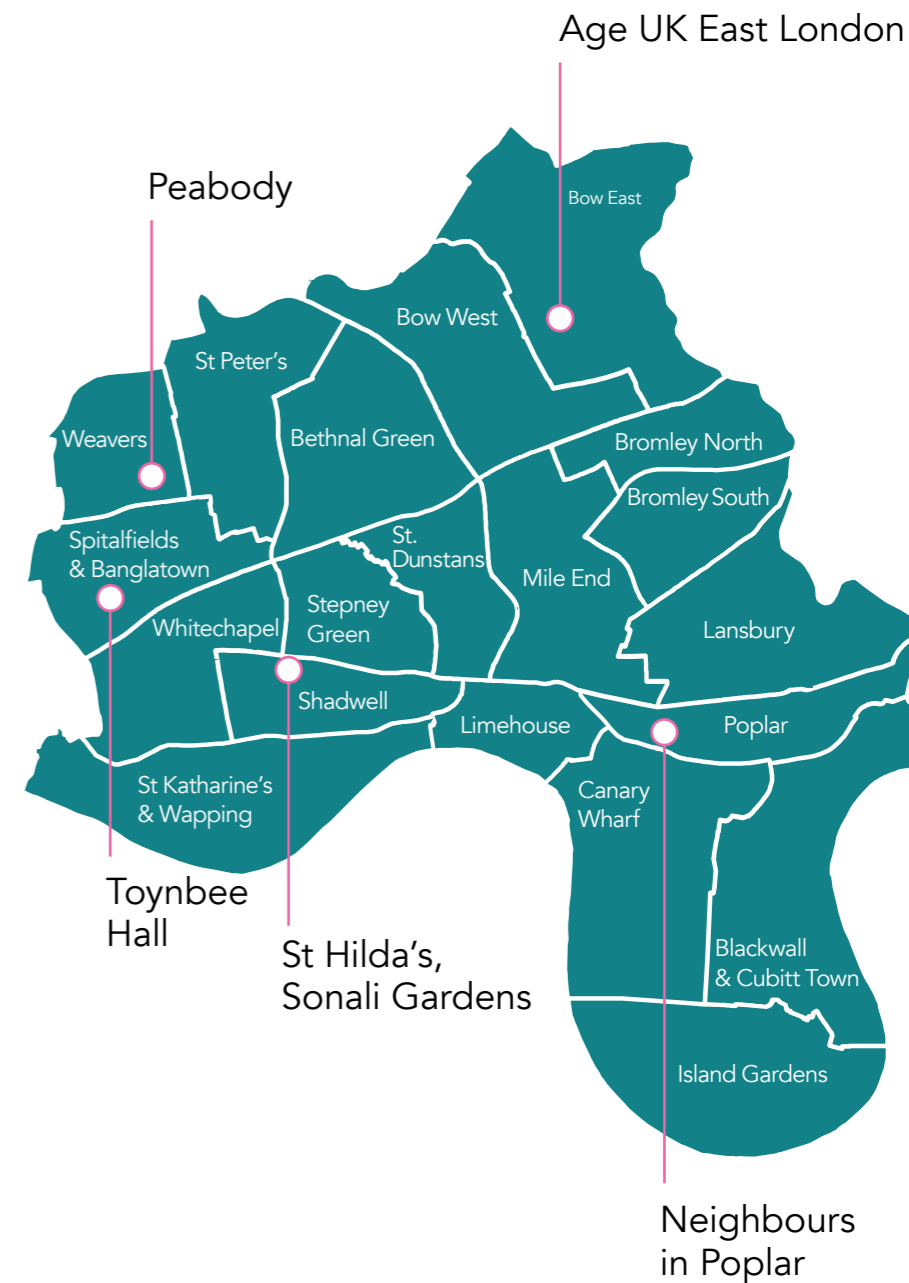 Age UK East London
Peabody
Bow East
Bow West
St Peter's
Weavers
Bethnal Green
Bromley North
Bromley South
Spitalfields
& Banglatown
St.
Dunstans
Mile End
Whitechapel
Stepney
Green
Lansbury
Shadwell
Limehouse
Poplar
St Katharine's
& Wapping
Canary
Wharf
Toynbee
Hall
St Hilda's,
Sonali Gardens
Blackwall
& Cubitt Town
Island Gardens
Neighbours
in Poplar